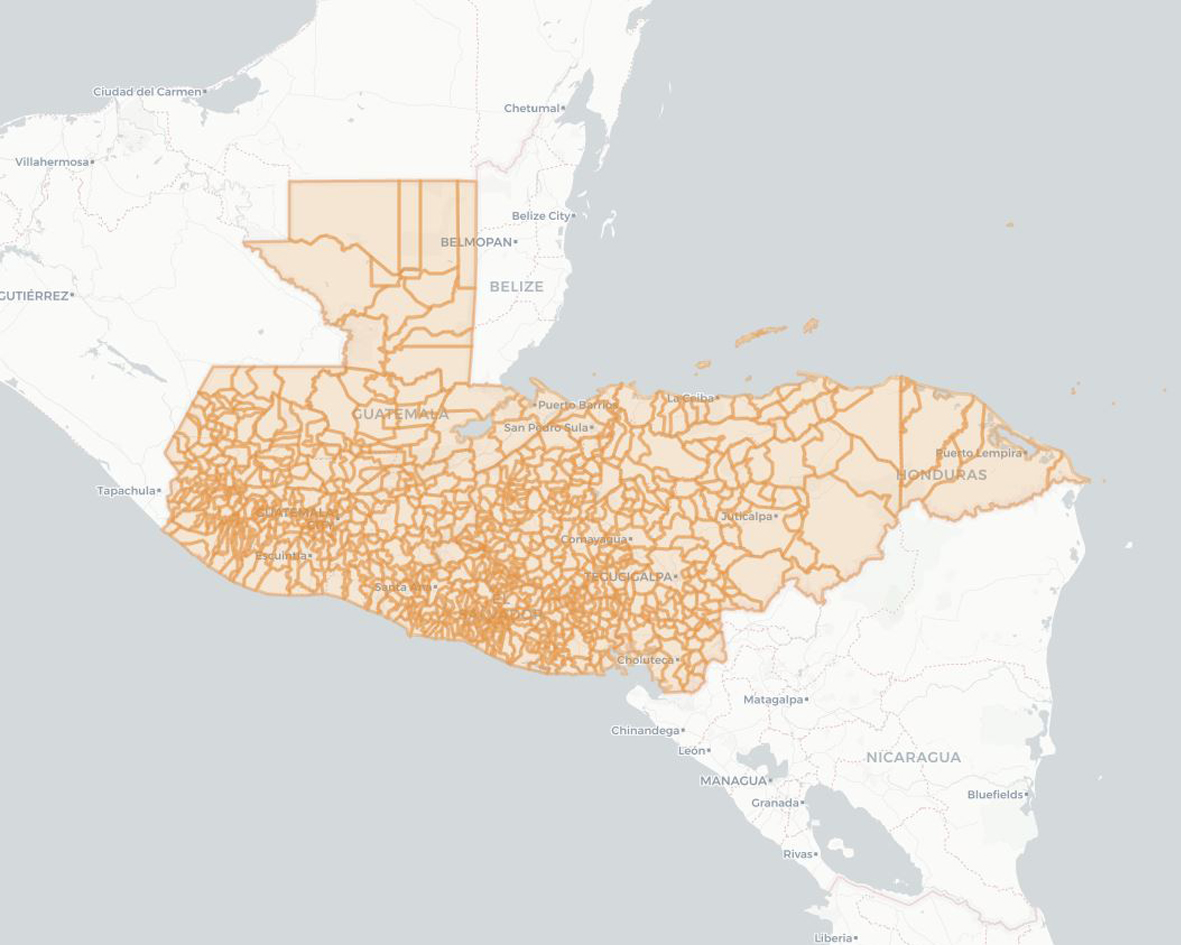 Ciudad del Carmen
Chetumal
Villahermosa
Belize City
BELMOPAN
BELIZE
GUTIÉRREZ
La Ceiba
Puerto Barrios
GUATEMALA
San Pedro Sula
Puerto Lempira
HONDURAS
Tapachula
GUATEMALA
CITY
Juticalpa
Comayagua
Escuintla
TEGUCIGALPA
Santa Ana
EL
SALVADOR
Choluteca
Matagalpa
Chinandega
León
NICARAGUA
MANAGUA
Bluefields
Granada
Rivas
Liberia